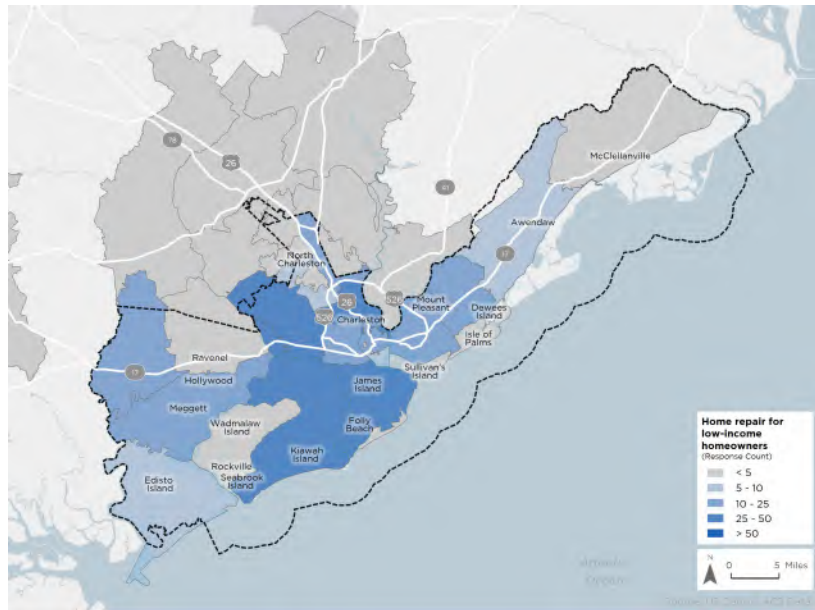 McClellanville
78
26
41
Awendaw
North
Charleston
17
526
Mount
Pleasant
26
Dewees
Island
526
Charleston
Isle of
Palms
Ravenel
Sullivan's
Island
17
Hollywood
James
Island
Meggett
Folly
Beach
Wadmalaw
Island
Kiawah
Island
Rockville
Seabrook
Island
Edisto
Island
Home repair for
low-income
homeowners
(Response Count)
< 5
5 - 10
10 - 25
25 - 50
> 50
N
0 5 Miles
Atlantic
Ocean